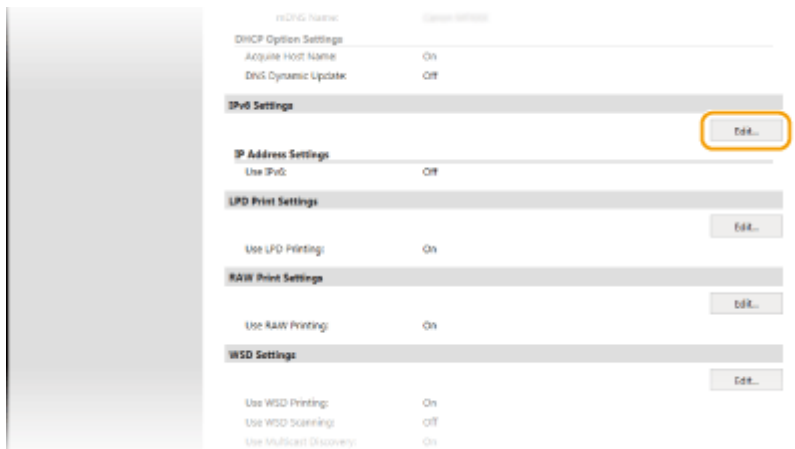 mDNS Name:
DHCP Option Settings
Acquire Host Name: On
DNS Dynamic Update: Off
IPv6 Settings
Edit...
IP Address Settings
Use IPv6: Off
LPD Print Settings
Edit...
Use LPD Printing: On
RAW Print Settings
Edit...
Use RAW Printing: On
WSD Settings
Edit...
Use WSD Printing: On
Use WSD Scanning: Off
Use Multicast Discovery: On